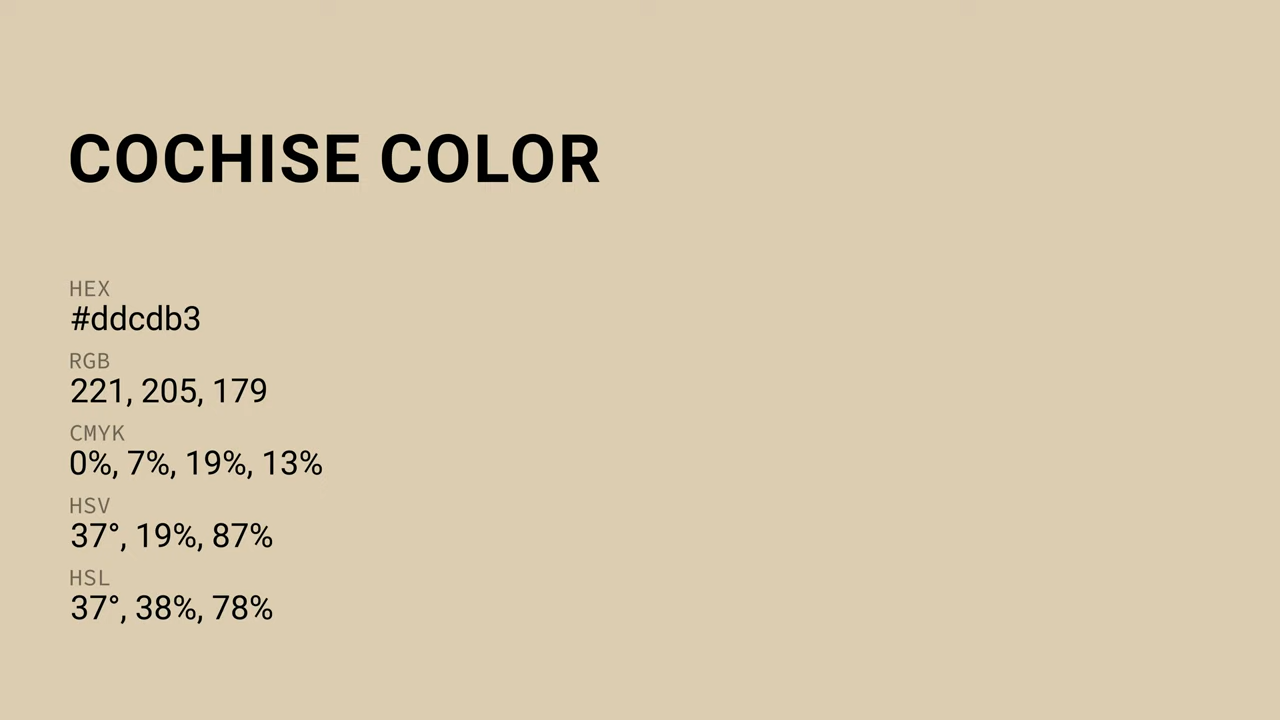 COCHISE COLOR
HEX
#ddcdb3
RGB
221, 205, 179
CMYK
0%, 7%, 19%, 13%
HSV
37°, 19%, 87%
HSL
37°, 38%, 78%